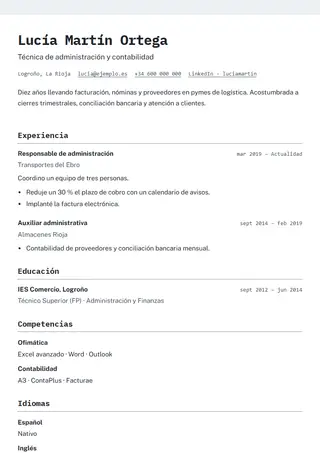 Lucía Martín Ortega
Técnica de administración y contabilidad
Logroño, La Rioja lucia@ejemplo.es +34 600 000 000 LinkedIn · luciamartin
Diez años llevando facturación, nóminas y proveedores en pymes de logística. Acostumbrada a
cierres trimestrales, conciliación bancaria y atención a clientes.
Experiencia
Responsable de administración mar 2019 – Actualidad
Transportes del Ebro
Coordino un equipo de tres personas.
• Reduje un 30 % el plazo de cobro con un calendario de avisos.
• Implanté la factura electrónica.
Auxiliar administrativa sept 2014 – feb 2019
Almacenes Rioja
• Contabilidad de proveedores y conciliación bancaria mensual.
Educación
IES Comercio, Logroño sept 2012 – jun 2014
Técnico Superior (FP) · Administración y Finanzas
Competencias
Ofimática
Excel avanzado · Word · Outlook
Contabilidad
A3 · ContaPlus · Facturae
Idiomas
Español
Nativo
Inglés